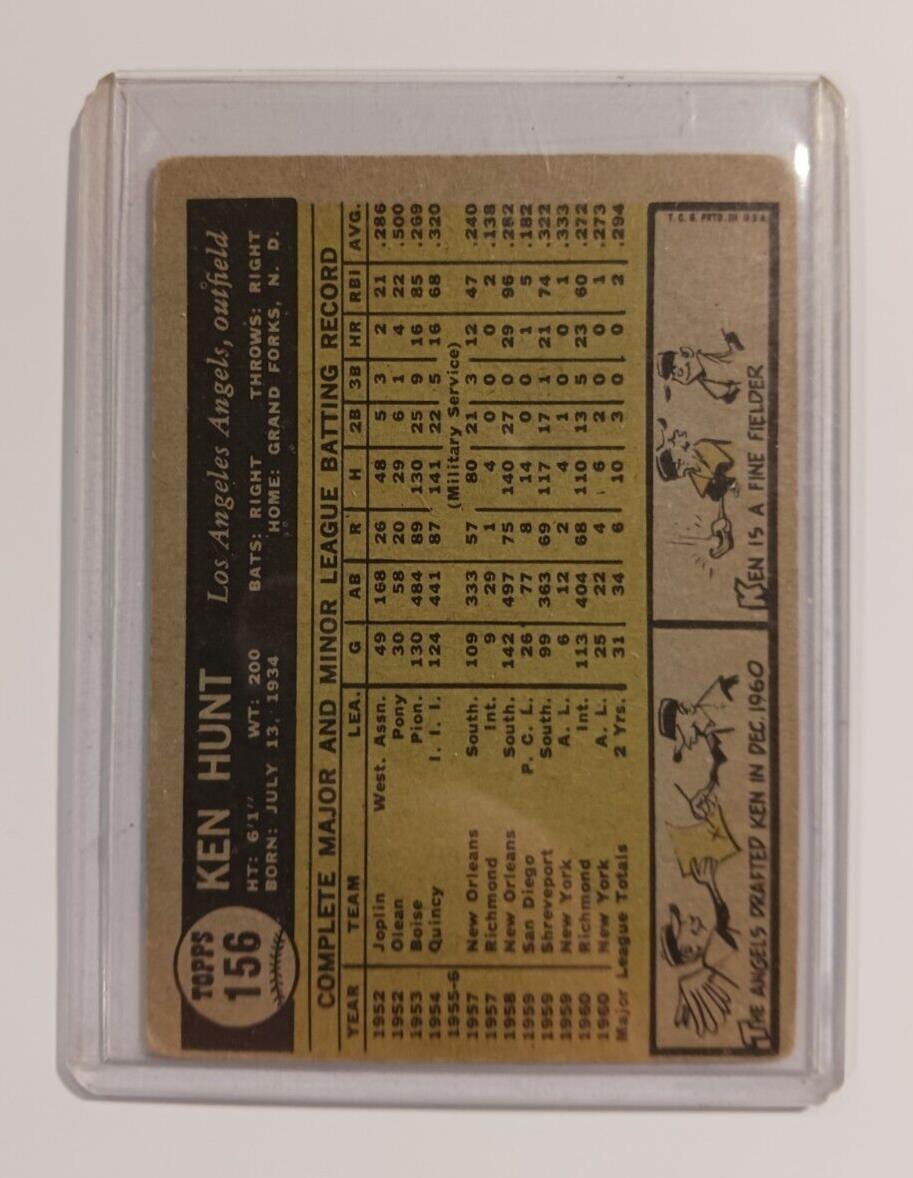 TOPPS
156
KEN HUNT Los Angeles Angels, outfield
HT: 6'1" WT: 200 BATS: RIGHT THROWS: RIGHT
BORN: JULY 13, 1934 HOME: GRAND FORKS, N. D.
COMPLETE MAJOR AND MINOR LEAGUE BATTING RECORD
YEAR TEAM LEA. G AB R H 2B 3B HR RBI AVG.
1952 Joplin West. Assn. 49 168 26 48 5 3 2 21 .286
1952 Olean Pony 30 58 20 29 6 1 4 22 .500
1953 Boise Pion. 130 484 89 130 25 9 16 85 .269
1954 Quincy I. I. I. 124 441 87 141 22 5 16 68 .320
1955-6 (Military Service)
1957 New Orleans South. 109 333 57 80 21 3 12 47 .240
1957 Richmond Int. 9 29 1 4 0 0 0 2 .138
1958 New Orleans South. 142 497 75 140 27 0 29 96 .282
1959 San Diego P. C. L. 26 77 8 14 0 0 1 5 .182
1959 Shreveport South. 99 363 69 117 17 1 21 74 .322
1959 New York A. L. 6 12 2 4 1 0 0 1 .333
1960 Richmond Int. 113 404 68 110 13 5 23 60 .272
1960 New York A. L. 25 22 4 6 2 0 0 1 .273
Major League Totals 2 Yrs. 31 34 6 10 3 0 0 2 .294
THE ANGELS DRAFTED KEN IN DEC. 1960
KEN IS A FINE FIELDER
T. C. G. PRTD. IN U.S.A.